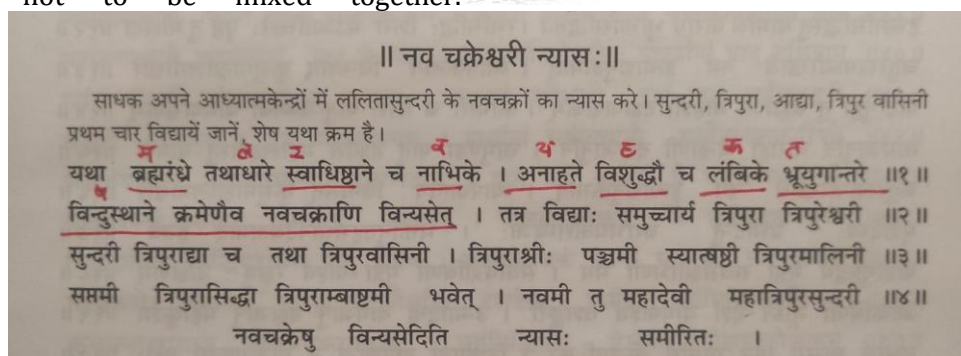 not to be mixed together.
॥ नव चक्रेश्वरी न्यासः॥
साधक अपने आध्यात्मकेन्द्रों में ललितासुन्दरी के नवचक्रों का न्यास करे। सुन्दरी, त्रिपुरा, आद्या, त्रिपुर वासिनी
प्रथम चार विद्यायें जानें, शेष यथा क्रम है।
म र य ह क त
यथा ब्रह्मरंध्रे तथाधारे स्वाधिष्ठाने च नाभिके । अनाहते विशुद्धौ च लंबिके भ्रूयुगान्तरे ॥१॥
विन्दुस्थाने क्रमेणैव नवचक्राणि विन्यसेत् । तत्र विद्याः समुच्चार्य त्रिपुरा त्रिपुरेश्वरी ॥२॥
सुन्दरी त्रिपुराद्या च तथा त्रिपुरवासिनी । त्रिपुराश्रीः पञ्चमी स्यात्षष्ठी त्रिपुरमालिनी ॥३॥
सप्तमी त्रिपुरासिद्धा त्रिपुराम्बाष्टमी भवेत् । नवमी तु महादेवी महात्रिपुरसुन्दरी ॥४॥
नवचक्रेषु विन्यसेदिति न्यासः समीरितः ।